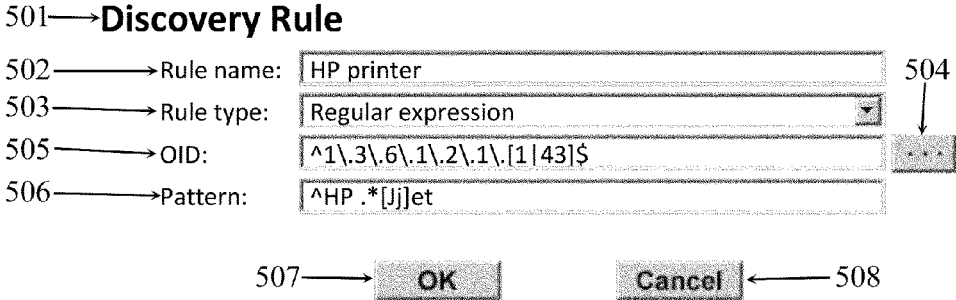 501 Discovery Rule
502 Rule name: HP printer 504
503 Rule type: Regular expression
505 OID: ^1\.3\.6\.1\.2\.1\.[1|43]$ ...
506 Pattern: ^HP .*[Jj]et
507 OK Cancel 508